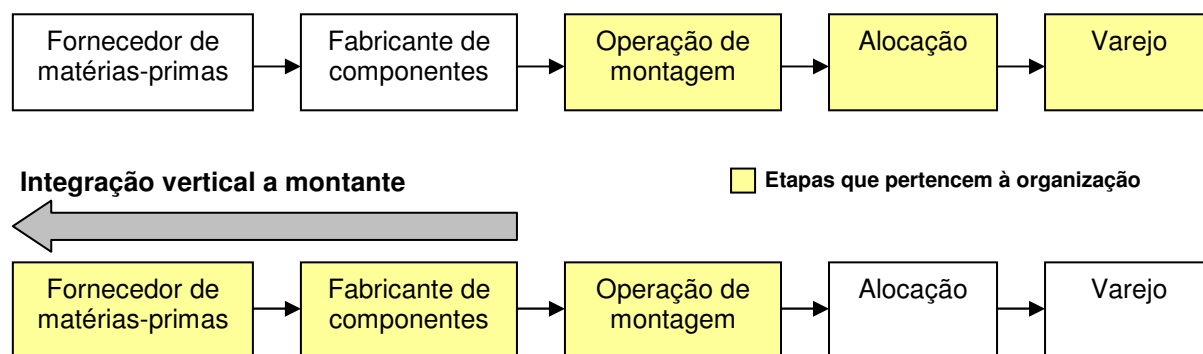 Fornecedor de
matérias-primas
Fabricante de
componentes
Operação de
montagem
Alocação
Varejo
Integração vertical a montante
Etapas que pertencem à organização
Fornecedor de
matérias-primas
Fabricante de
componentes
Operação de
montagem
Alocação
Varejo